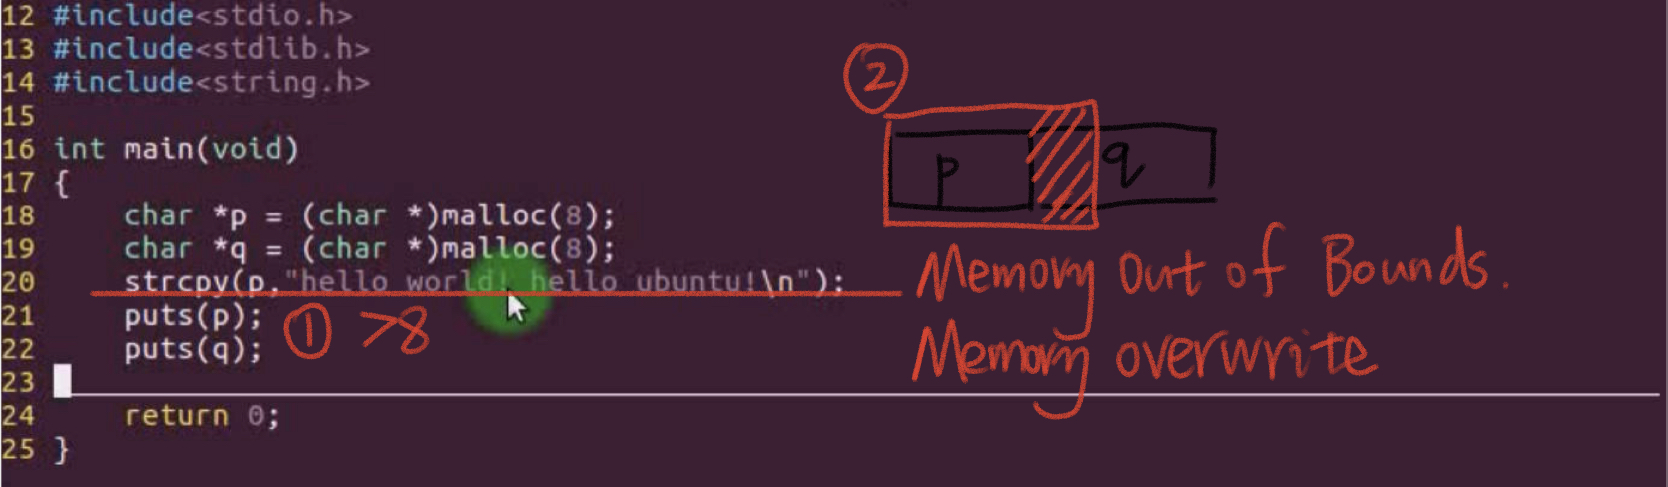 12 #include<stdio.h>
13 #include<stdlib.h>
14 #include<string.h>
15
16 int main(void)
17 {
18     char *p = (char *)malloc(8);
19     char *q = (char *)malloc(8);
20     strcpy(p,"hello world! hello ubuntu!\n");
21     puts(p);
22     puts(q);
23
24     return 0;
25 }
① >8
②
p q
Memory Out of Bounds.
Memory overwrite